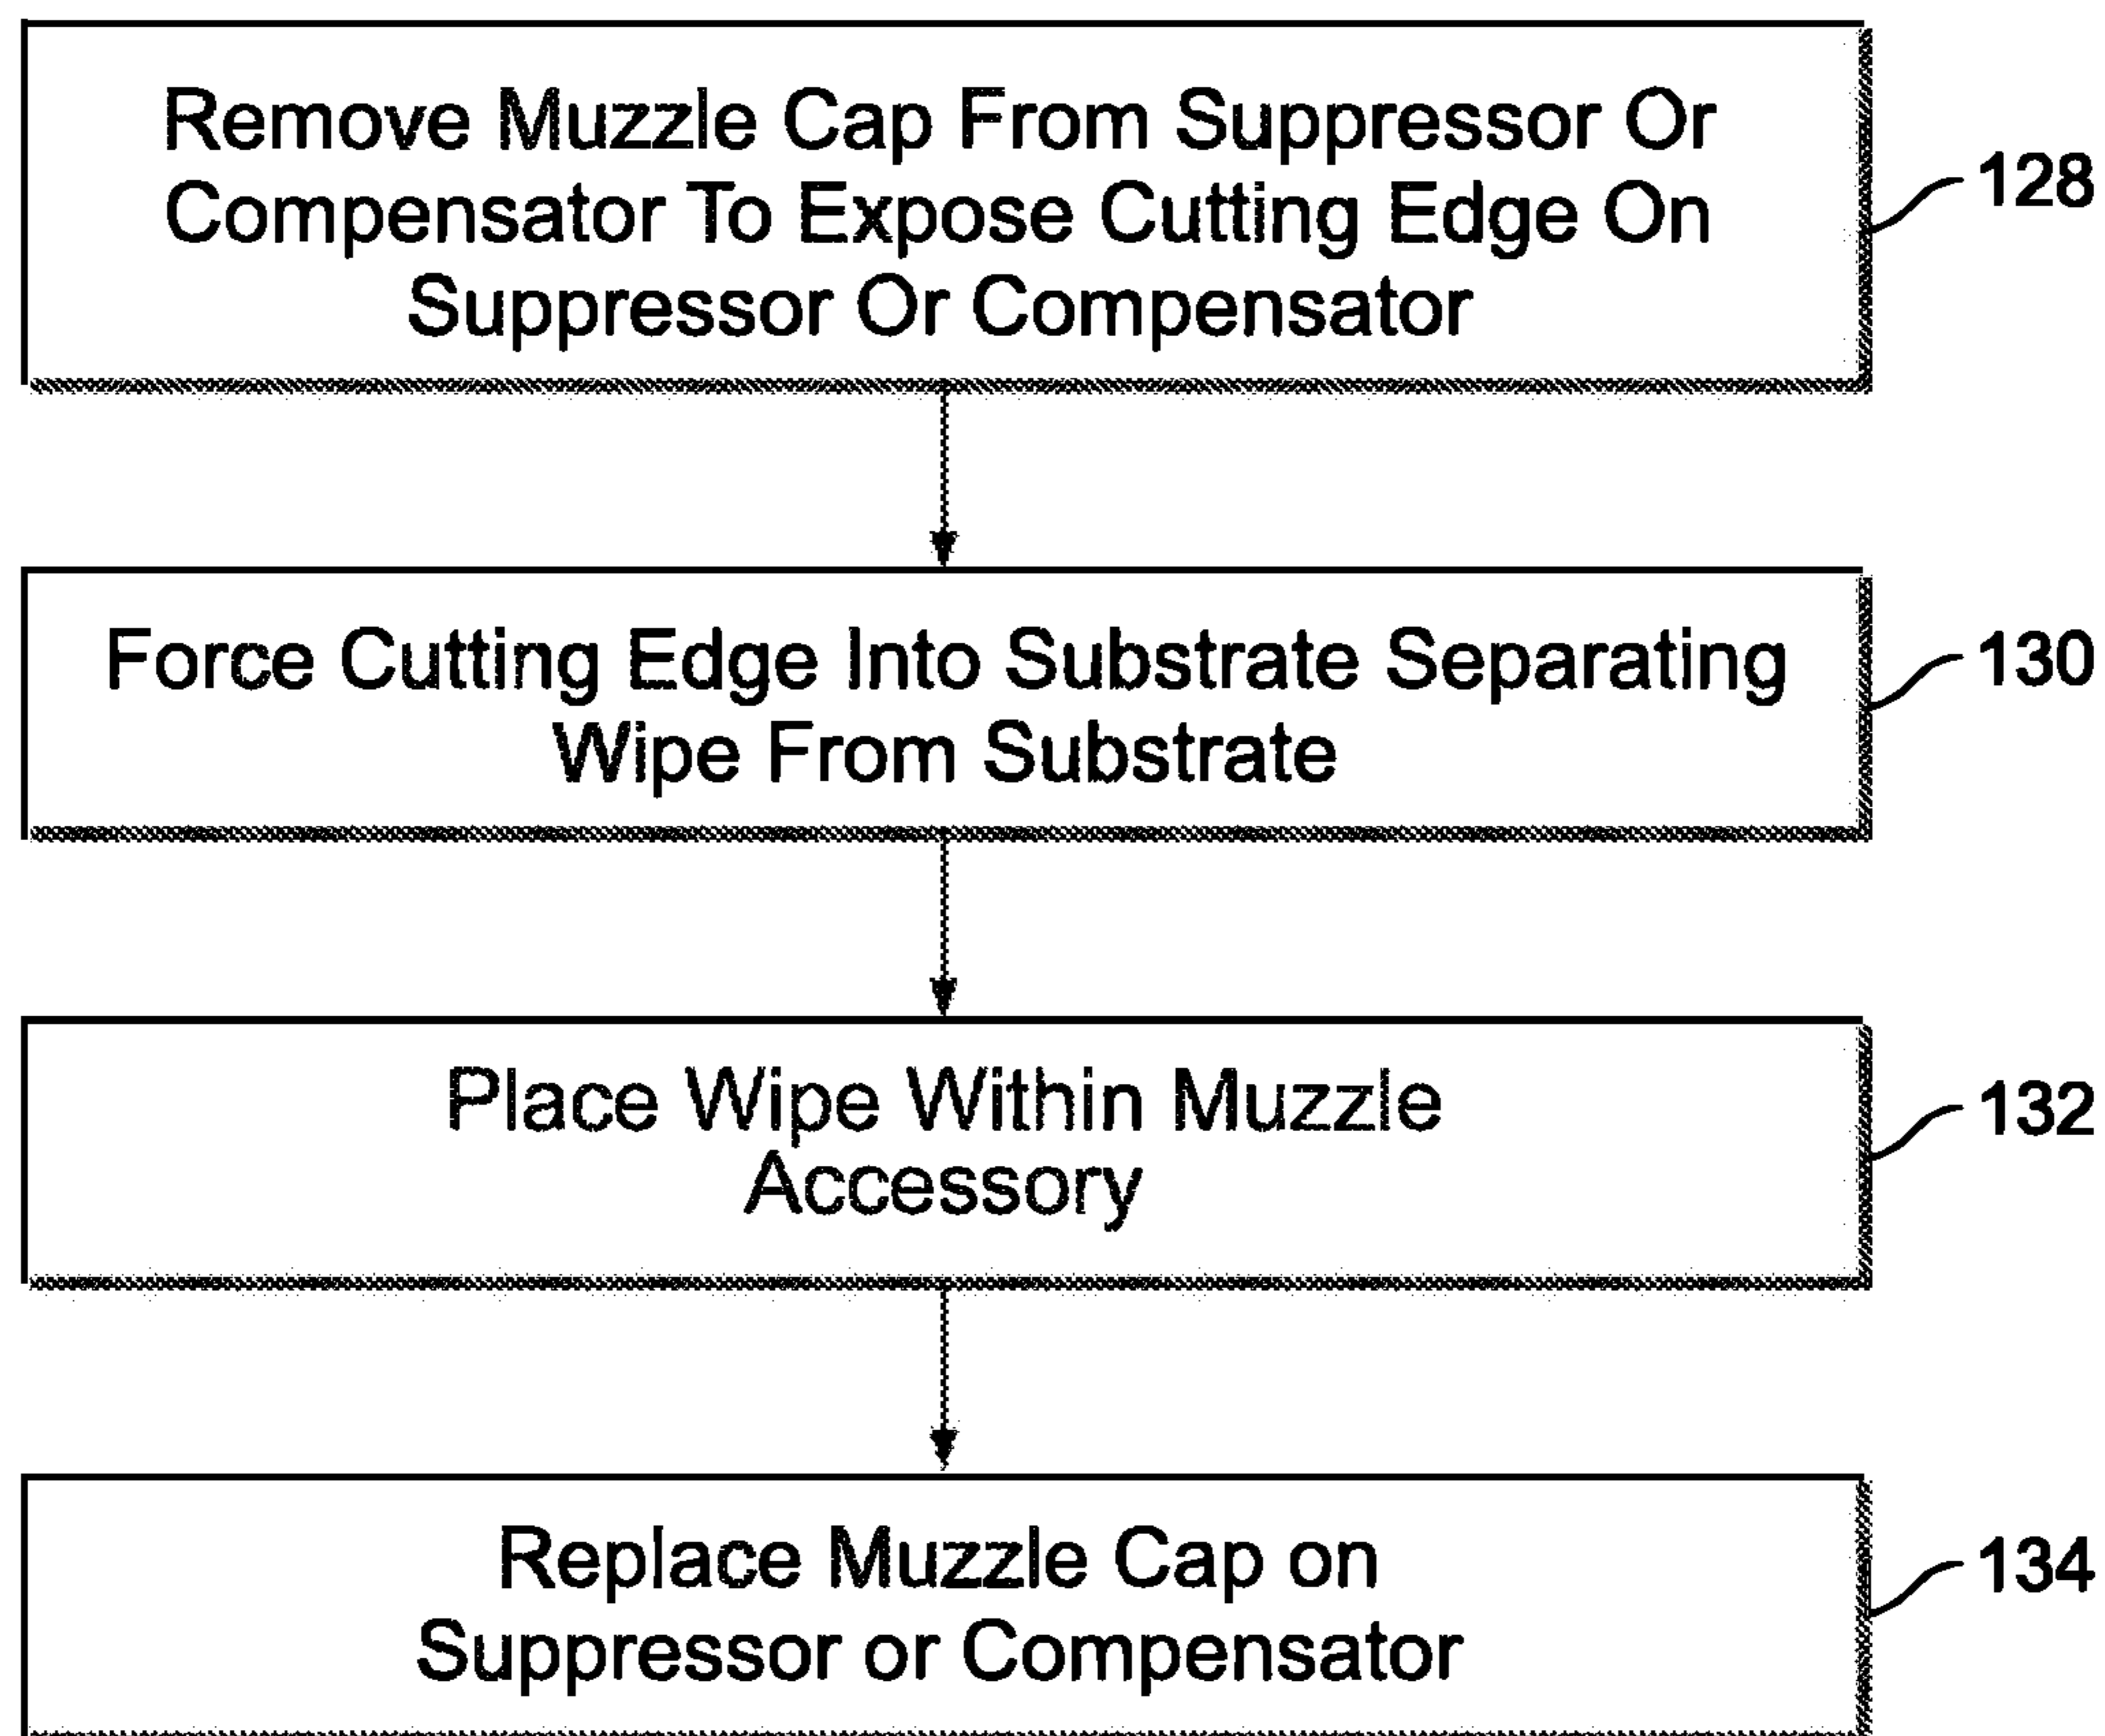 Remove Muzzle Cap From Suppressor Or
Compensator To Expose Cutting Edge On
Suppressor Or Compensator
128
Force Cutting Edge Into Substrate Separating
Wipe From Substrate
130
Place Wipe Within Muzzle
Accessory
132
Replace Muzzle Cap on
Suppressor or Compensator
134